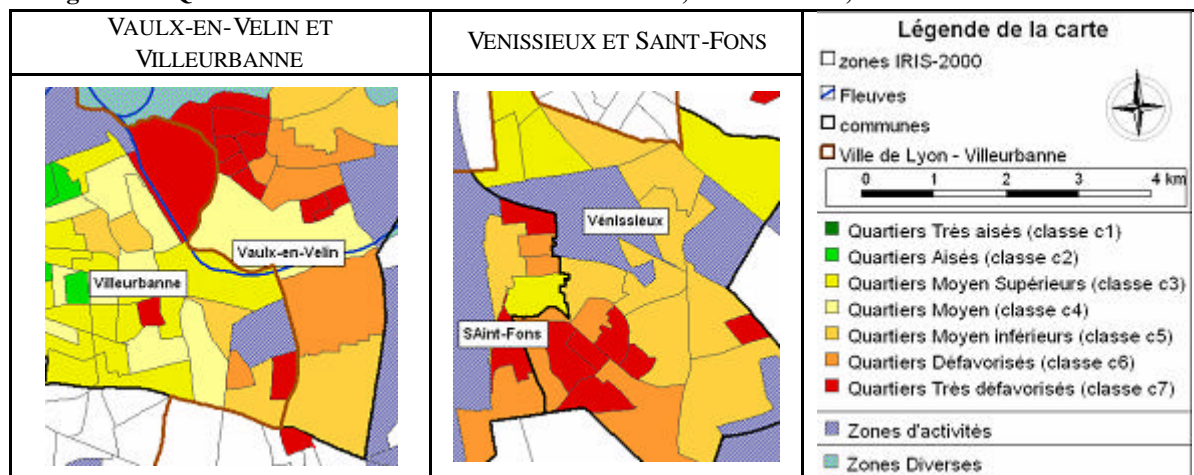 VAULX-EN-VELIN ET
VILLEURBANNE
VENISSIEUX ET SAINT-FONS
Vaulx-en-Velin
Villeurbanne
Vénissieux
SAint-Fons
Légende de la carte
zones IRIS-2000
Fleuves
communes
Ville de Lyon - Villeurbanne
0 1 2 3 4 km
Quartiers Très aisés (classe c1)
Quartiers Aisés (classe c2)
Quartiers Moyen Supérieurs (classe c3)
Quartiers Moyen (classe c4)
Quartiers Moyen inférieurs (classe c5)
Quartiers Défavorisés (classe c6)
Quartiers Très défavorisés (classe c7)
Zones d'activités
Zones Diverses